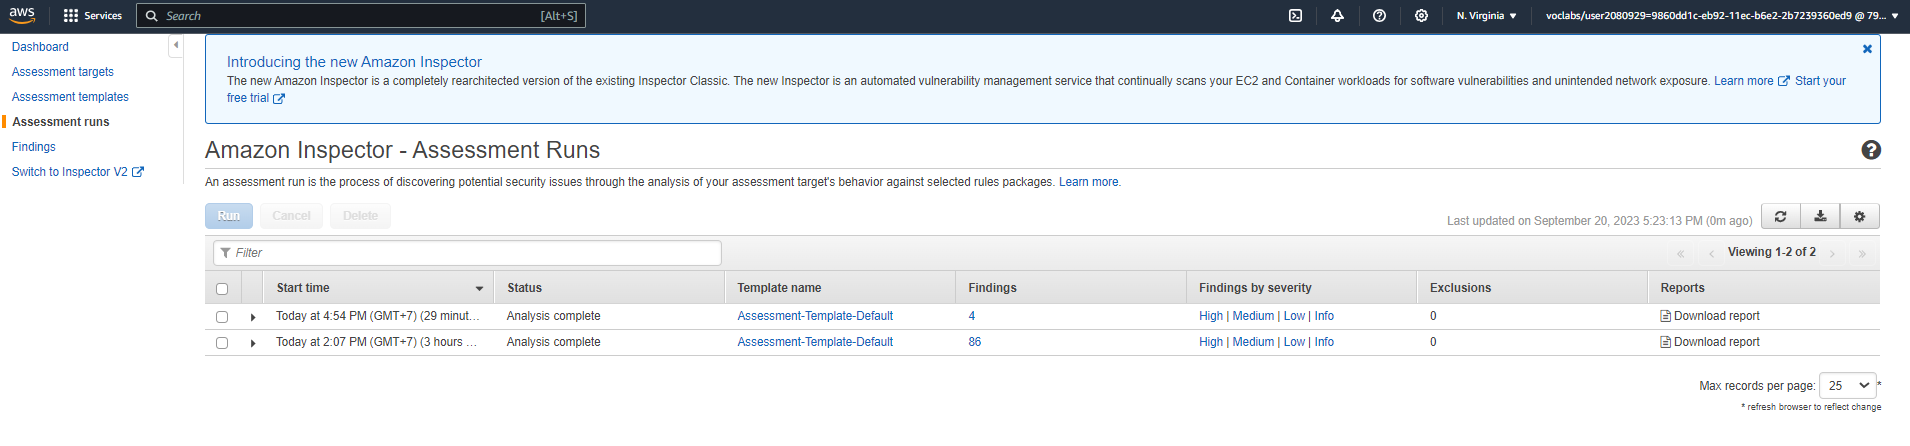 aws
Services
Search
[Alt+S]
N. Virginia
voclabs/user2080929=9860dd1c-eb92-11ec-b6e2-2b7239360ed9 @ 79...
Dashboard
Assessment targets
Assessment templates
Assessment runs
Findings
Switch to Inspector V2
Introducing the new Amazon Inspector
The new Amazon Inspector is a completely rearchitected version of the existing Inspector Classic. The new Inspector is an automated vulnerability management service that continually scans your EC2 and Container workloads for software vulnerabilities and unintended network exposure. Learn more Start your
free trial
Amazon Inspector - Assessment Runs
An assessment run is the process of discovering potential security issues through the analysis of your assessment target's behavior against selected rules packages. Learn more.
Run Cancel Delete
Last updated on September 20, 2023 5:23:13 PM (0m ago)
Filter
« ‹ Viewing 1-2 of 2 › »
Start time Status Template name Findings Findings by severity Exclusions Reports
Today at 4:54 PM (GMT+7) (29 minut... Analysis complete Assessment-Template-Default 4 High | Medium | Low | Info 0 Download report
Today at 2:07 PM (GMT+7) (3 hours ... Analysis complete Assessment-Template-Default 86 High | Medium | Low | Info 0 Download report
Max records per page: 25 *
* refresh browser to reflect change